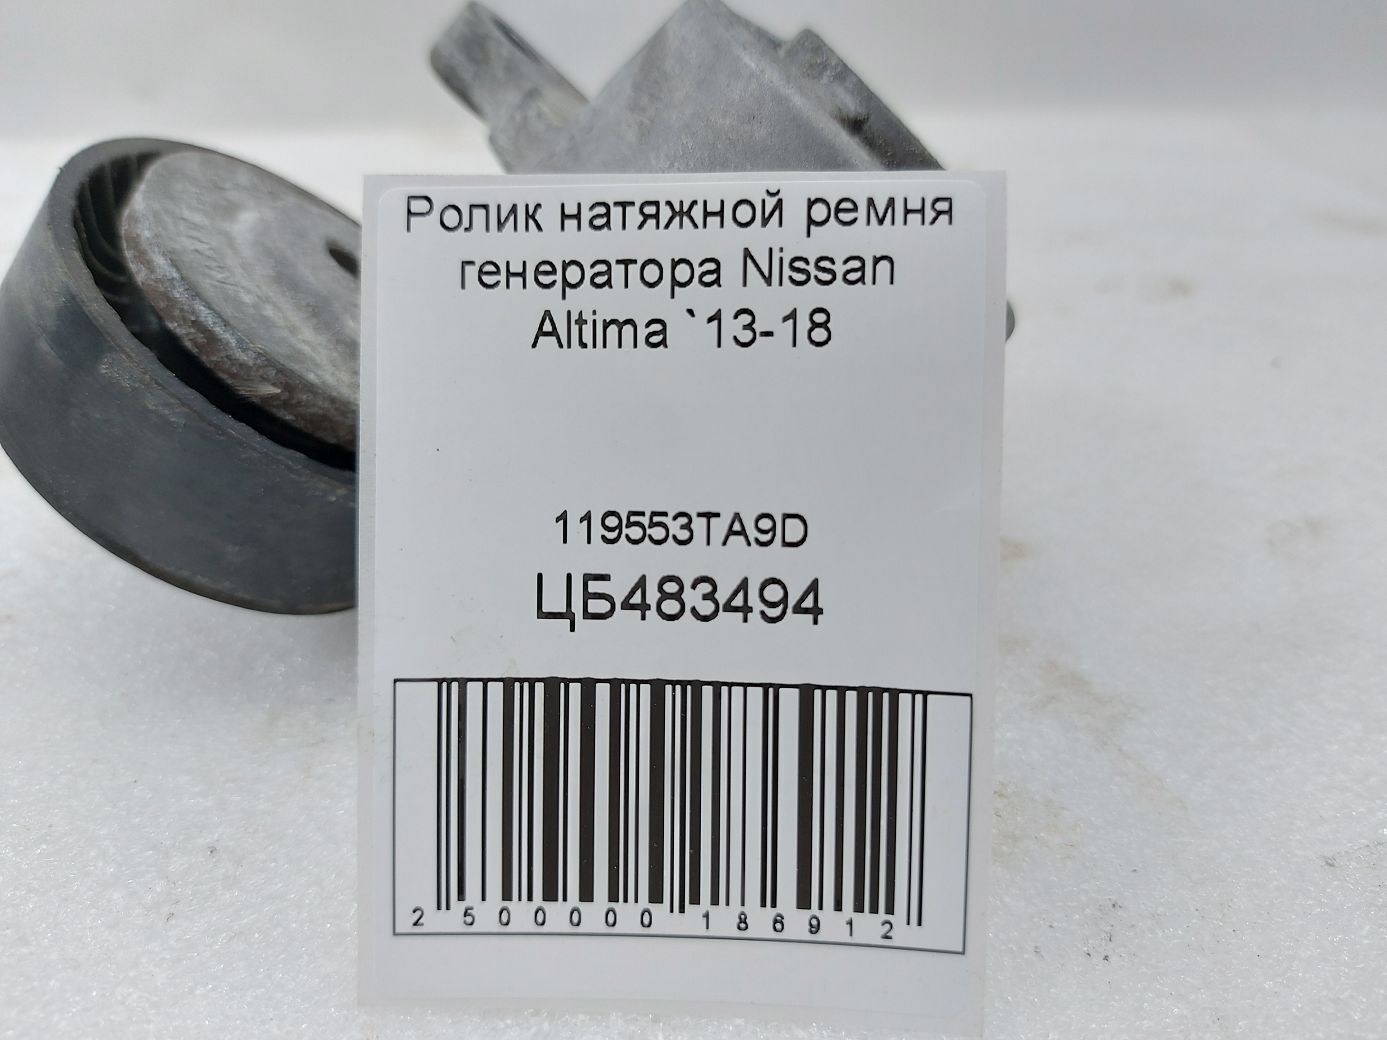 Ролик натяжной ремня
генератора Nissan
Altima `13-18
119553TA9D
ЦБ483494
2 500000 186912